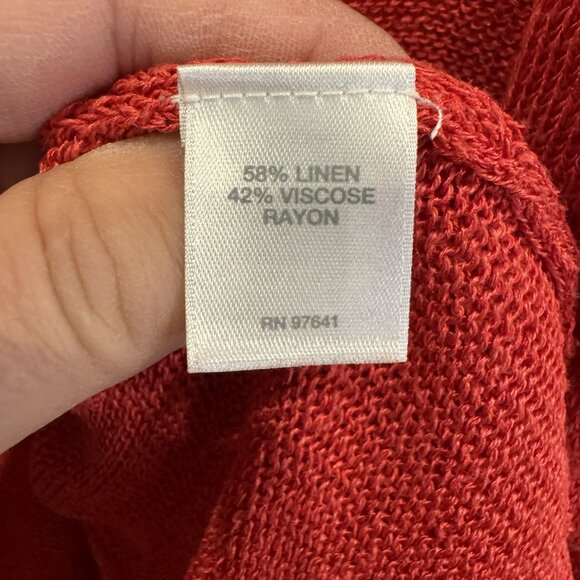 58% LINEN
42% VISCOSE
RAYON
RN 97641